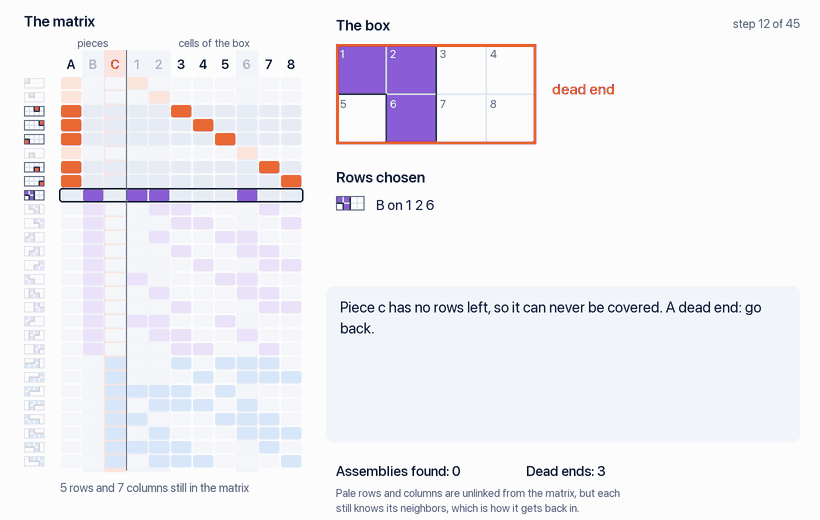 The matrix
pieces
cells of the box
A B C 1 2 3 4 5 6 7 8
5 rows and 7 columns still in the matrix
The box
step 12 of 45
1 2 3 4
5 6 7 8
dead end
Rows chosen
B on 1 2 6
Piece c has no rows left, so it can never be covered. A dead end: go
back.
Assemblies found: 0 Dead ends: 3
Pale rows and columns are unlinked from the matrix, but each
still knows its neighbors, which is how it gets back in.